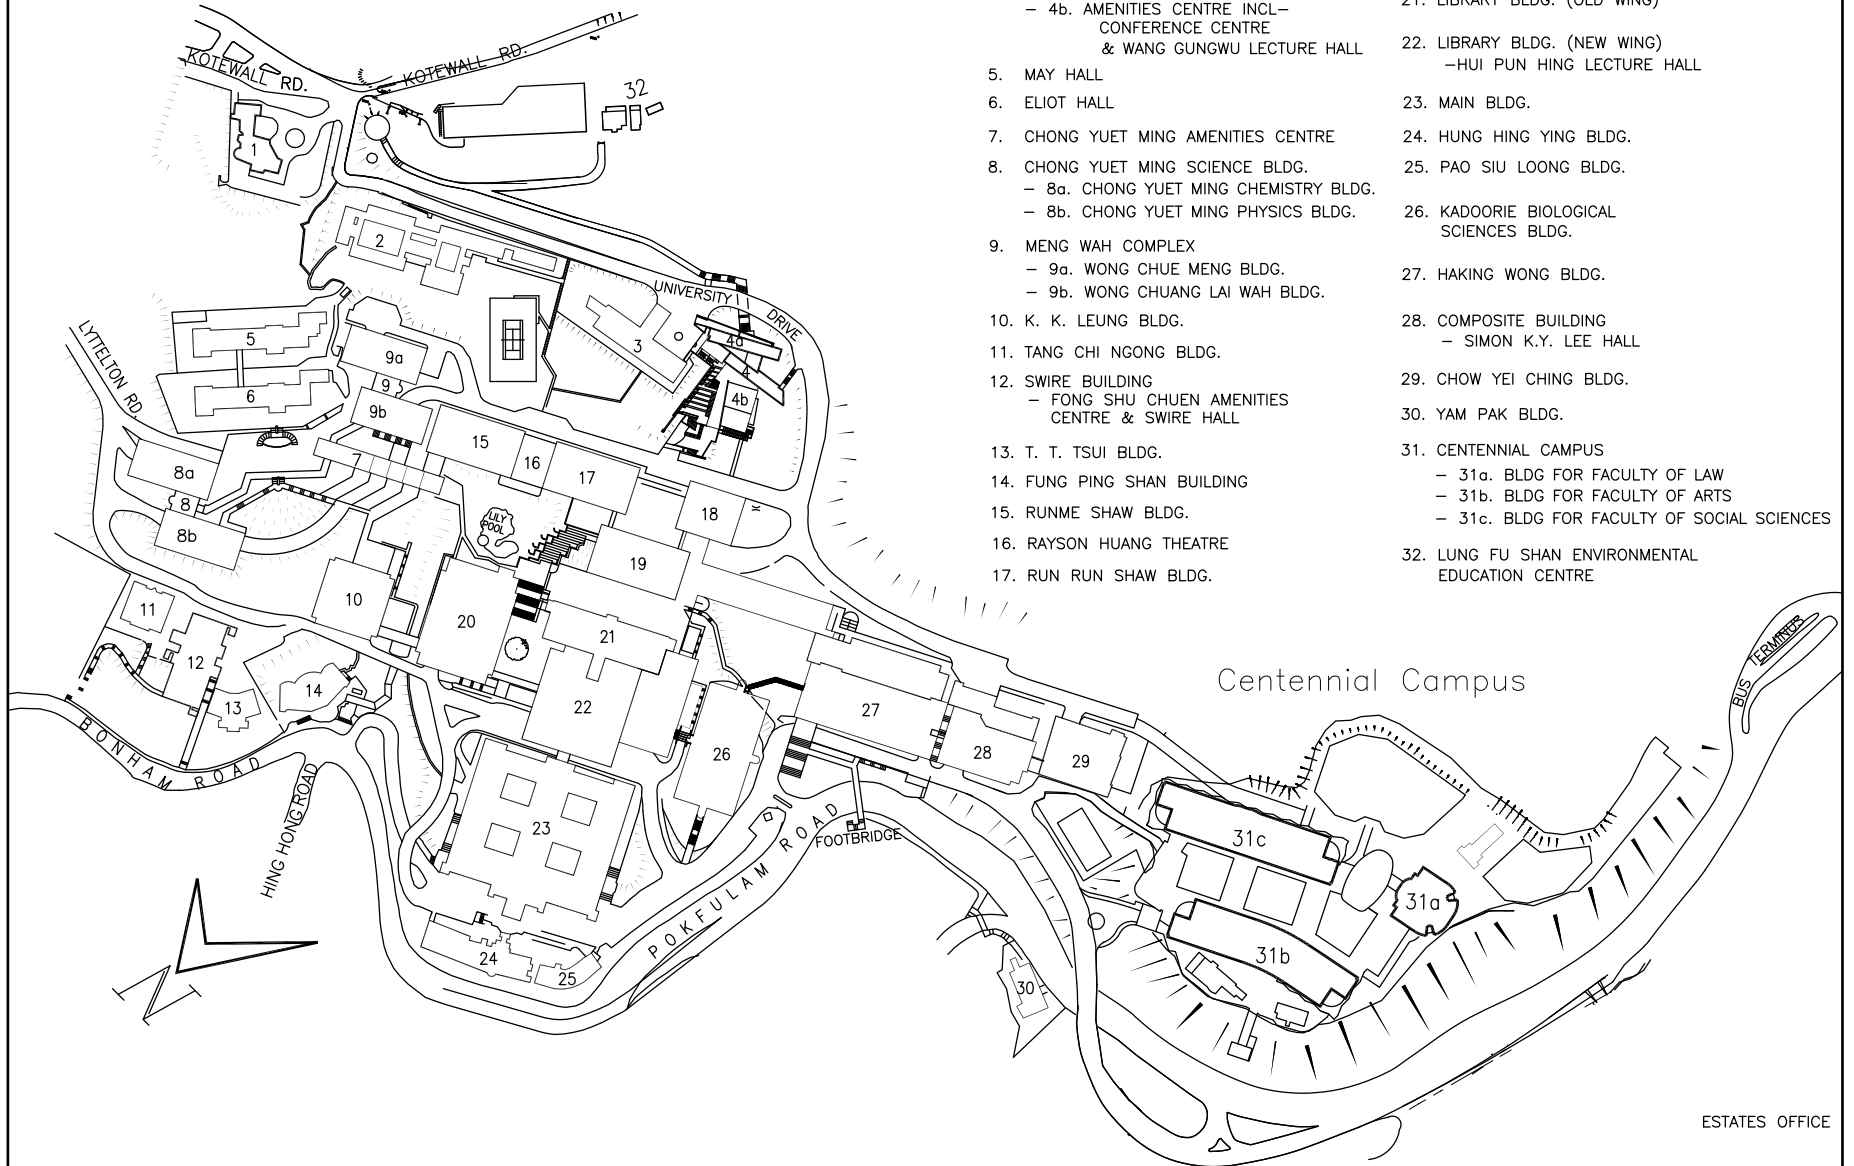 – 4b. AMENITIES CENTRE INCL–
CONFERENCE CENTRE
& WANG GUNGWU LECTURE HALL
5. MAY HALL
6. ELIOT HALL
7. CHONG YUET MING AMENITIES CENTRE
8. CHONG YUET MING SCIENCE BLDG.
– 8a. CHONG YUET MING CHEMISTRY BLDG.
– 8b. CHONG YUET MING PHYSICS BLDG.
9. MENG WAH COMPLEX
– 9a. WONG CHUE MENG BLDG.
– 9b. WONG CHUANG LAI WAH BLDG.
10. K. K. LEUNG BLDG.
11. TANG CHI NGONG BLDG.
12. SWIRE BUILDING
– FONG SHU CHUEN AMENITIES
CENTRE & SWIRE HALL
13. T. T. TSUI BLDG.
14. FUNG PING SHAN BUILDING
15. RUNME SHAW BLDG.
16. RAYSON HUANG THEATRE
17. RUN RUN SHAW BLDG.
21. LIBRARY BLDG. (OLD WING)
22. LIBRARY BLDG. (NEW WING)
–HUI PUN HING LECTURE HALL
23. MAIN BLDG.
24. HUNG HING YING BLDG.
25. PAO SIU LOONG BLDG.
26. KADOORIE BIOLOGICAL
SCIENCES BLDG.
27. HAKING WONG BLDG.
28. COMPOSITE BUILDING
– SIMON K.Y. LEE HALL
29. CHOW YEI CHING BLDG.
30. YAM PAK BLDG.
31. CENTENNIAL CAMPUS
– 31a. BLDG FOR FACULTY OF LAW
– 31b. BLDG FOR FACULTY OF ARTS
– 31c. BLDG FOR FACULTY OF SOCIAL SCIENCES
32. LUNG FU SHAN ENVIRONMENTAL
EDUCATION CENTRE
KOTEWALL RD.
KOTEWALL RD.
32
1
2
UNIVERSITY DRIVE
3
4a
4
4b
5
6
9a
9
9b
LYTTELTON RD.
7
8a
8
8b
15
16
17
18
LILY
POOL
19
10
11
12
13
14
20
21
22
23
24
25
26
27
28
29
30
BONHAM ROAD
HING HONG ROAD
POKFULAM ROAD
FOOTBRIDGE
Centennial Campus
31c
31a
31b
BUS TERMINUS
N
ESTATES OFFICE